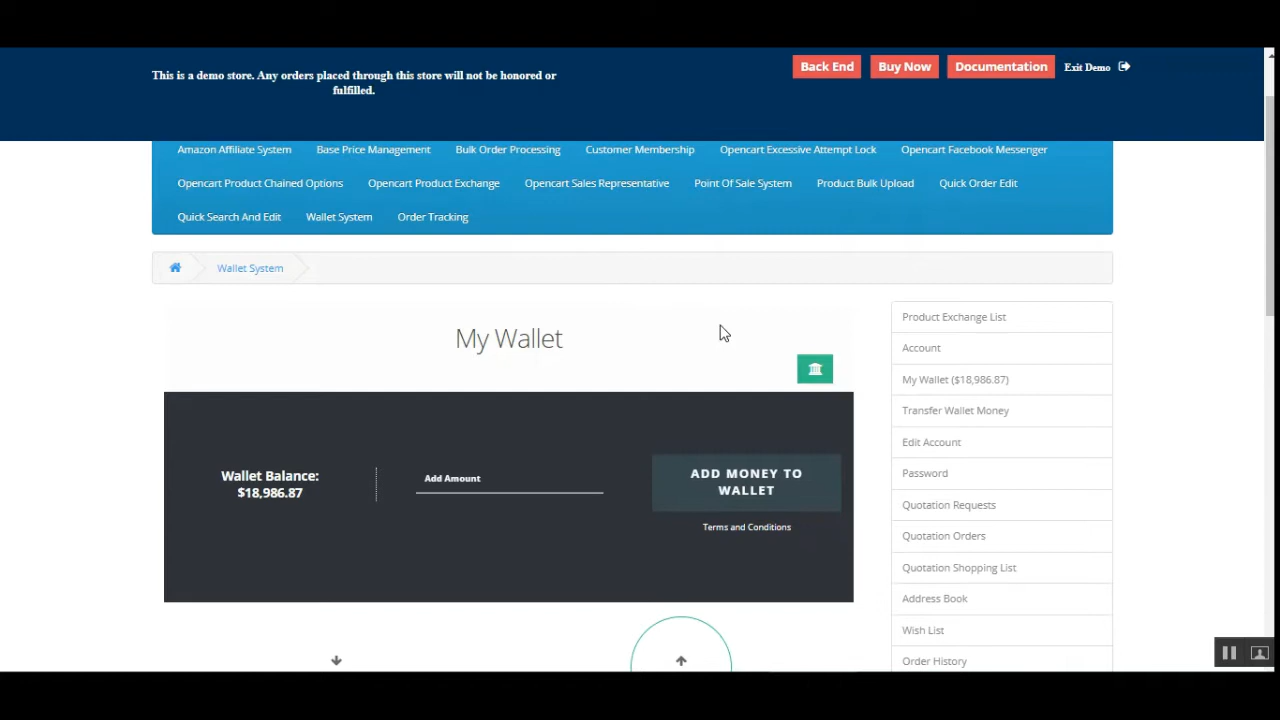 This is a demo store. Any orders placed through this store will not be honored or
fulfilled.
Back End
Buy Now
Documentation
Exit Demo
Amazon Affiliate System
Base Price Management
Bulk Order Processing
Customer Membership
Opencart Excessive Attempt Lock
Opencart Facebook Messenger
Opencart Product Chained Options
Opencart Product Exchange
Opencart Sales Representative
Point Of Sale System
Product Bulk Upload
Quick Order Edit
Quick Search And Edit
Wallet System
Order Tracking
Wallet System
My Wallet
Wallet Balance:
$18,986.87
Add Amount
ADD MONEY TO
WALLET
Terms and Conditions
Product Exchange List
Account
My Wallet ($18,986.87)
Transfer Wallet Money
Edit Account
Password
Quotation Requests
Quotation Orders
Quotation Shopping List
Address Book
Wish List
Order History